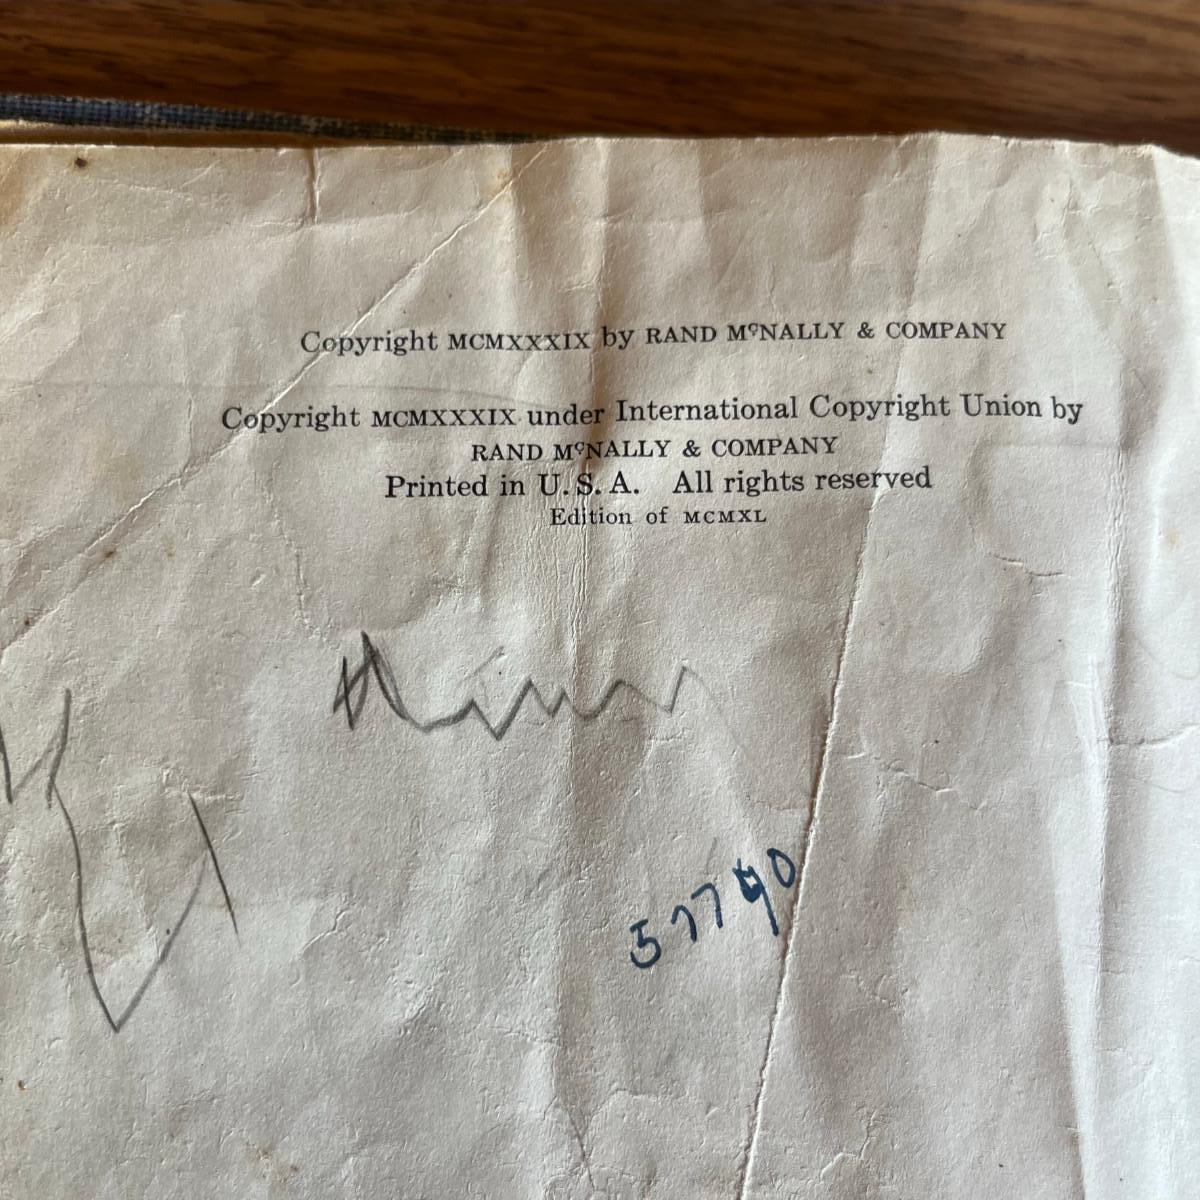 Copyright MCMXXXIX by RAND MᶜNALLY & COMPANY
Copyright MCMXXXIX under International Copyright Union by
RAND MᶜNALLY & COMPANY
Printed in U. S. A. All rights reserved
Edition of MCMXL
57790